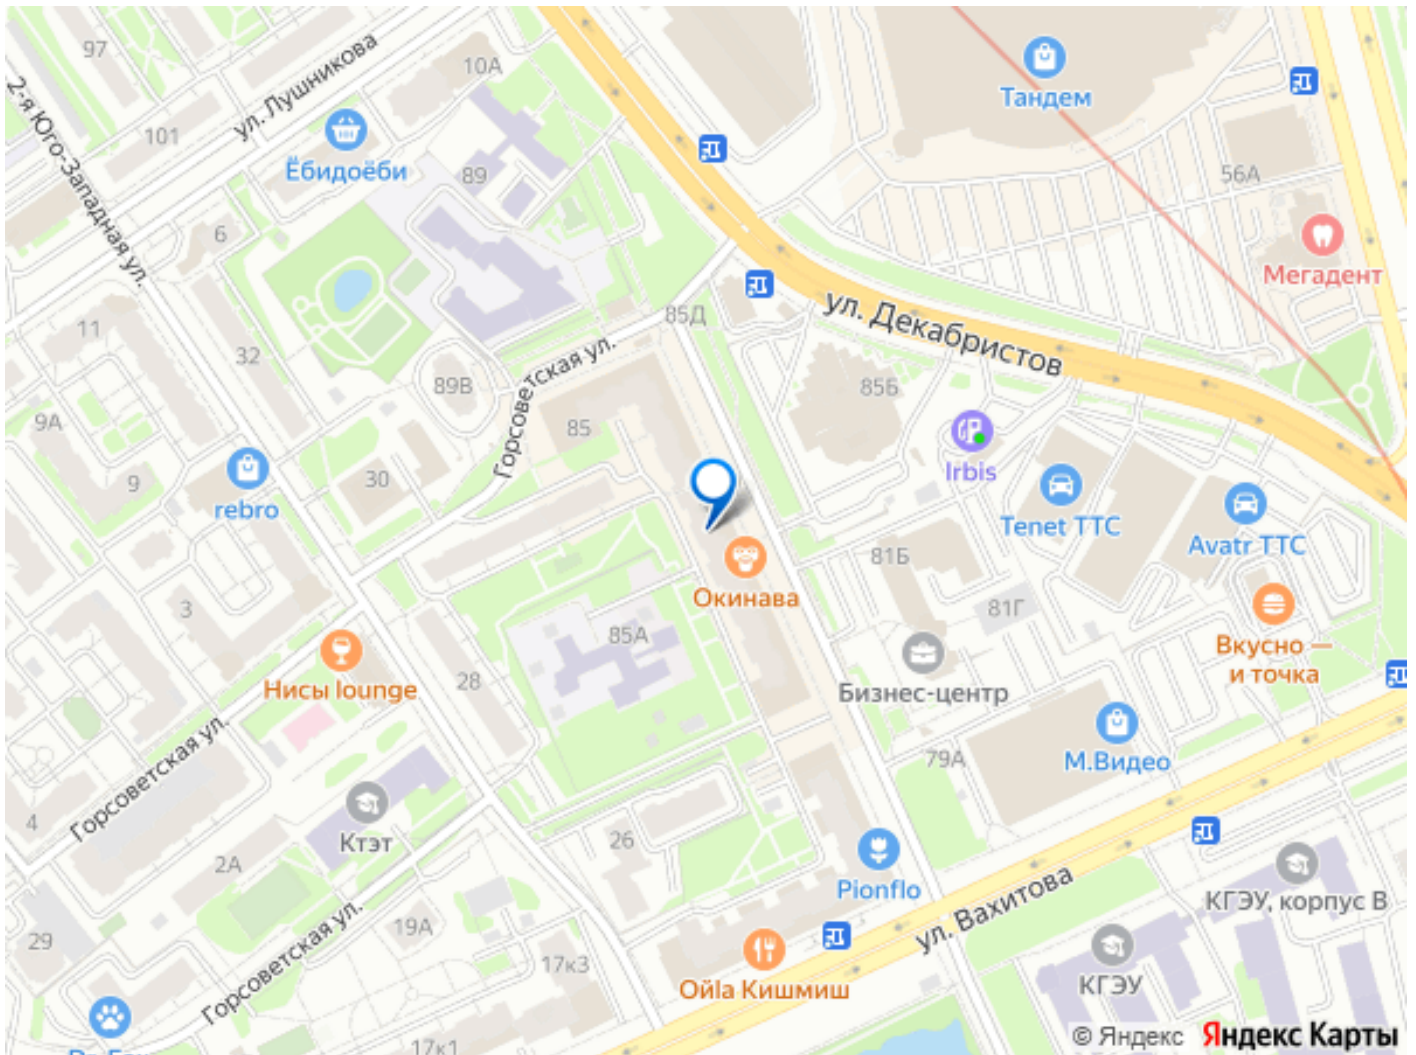 97
10А
ул. Лушникова
Тандем
2-я Юго-Западная ул.
101
Ёбидоёби
89
56А
6
Мегадент
11
85Д
ул. Декабристов
32
89В
Горсоветская ул.
85Б
9А
85
Irbis
30
9
rebro
Tenet ТТС
Avatr ТТС
81Б
Окинава
3
85А
81Г
Вкусно —
и точка
Нисы lounge
28
Бизнес-центр
Горсоветская ул.
79А
М.Видео
4
Ктэт
2А
26
Pionflo
ул. Вахитова
КГЭУ, корпус В
29
19А
Горсоветская ул.
17к3
Ойla Кишмиш
КГЭУ
17к1
© Яндекс Яндекс Карты